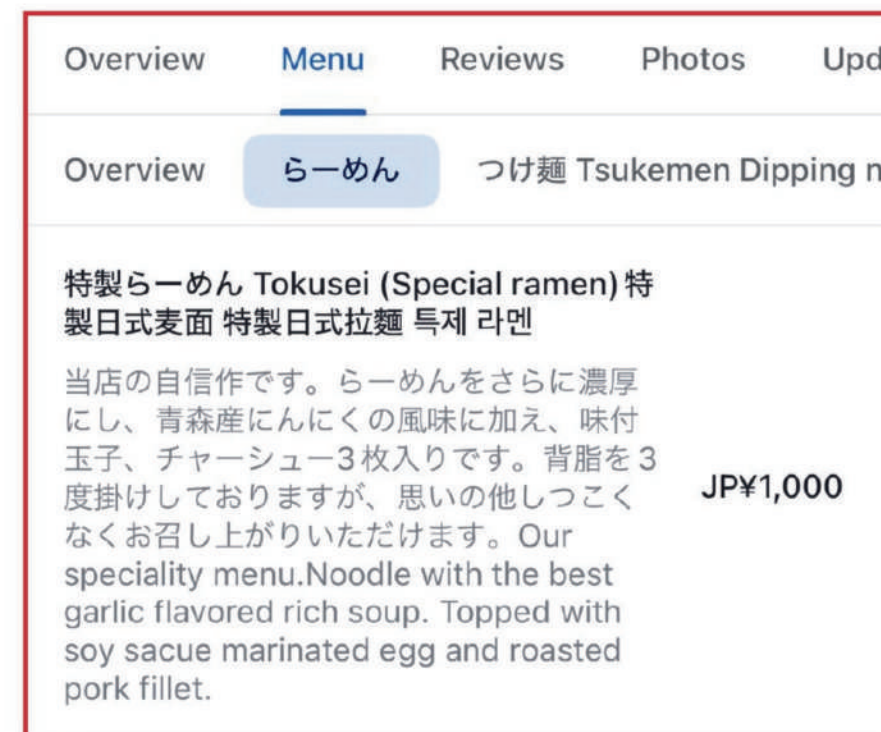 Overview Menu Reviews Photos Upd
Overview らーめん つけ麺 Tsukemen Dipping n
特製らーめん Tokusei (Special ramen) 特
製日式麦面 特製日式拉麵 특제 라멘
当店の自信作です。らーめんをさらに濃厚
にし、青森産にんにくの風味に加え、味付
玉子、チャーシュー3枚入りです。背脂を3
度掛けしておりますが、思いの他しつこく
なくお召し上がりいただけます。Our
speciality menu.Noodle with the best
garlic flavored rich soup. Topped with
soy sacue marinated egg and roasted
pork fillet.
JP¥1,000